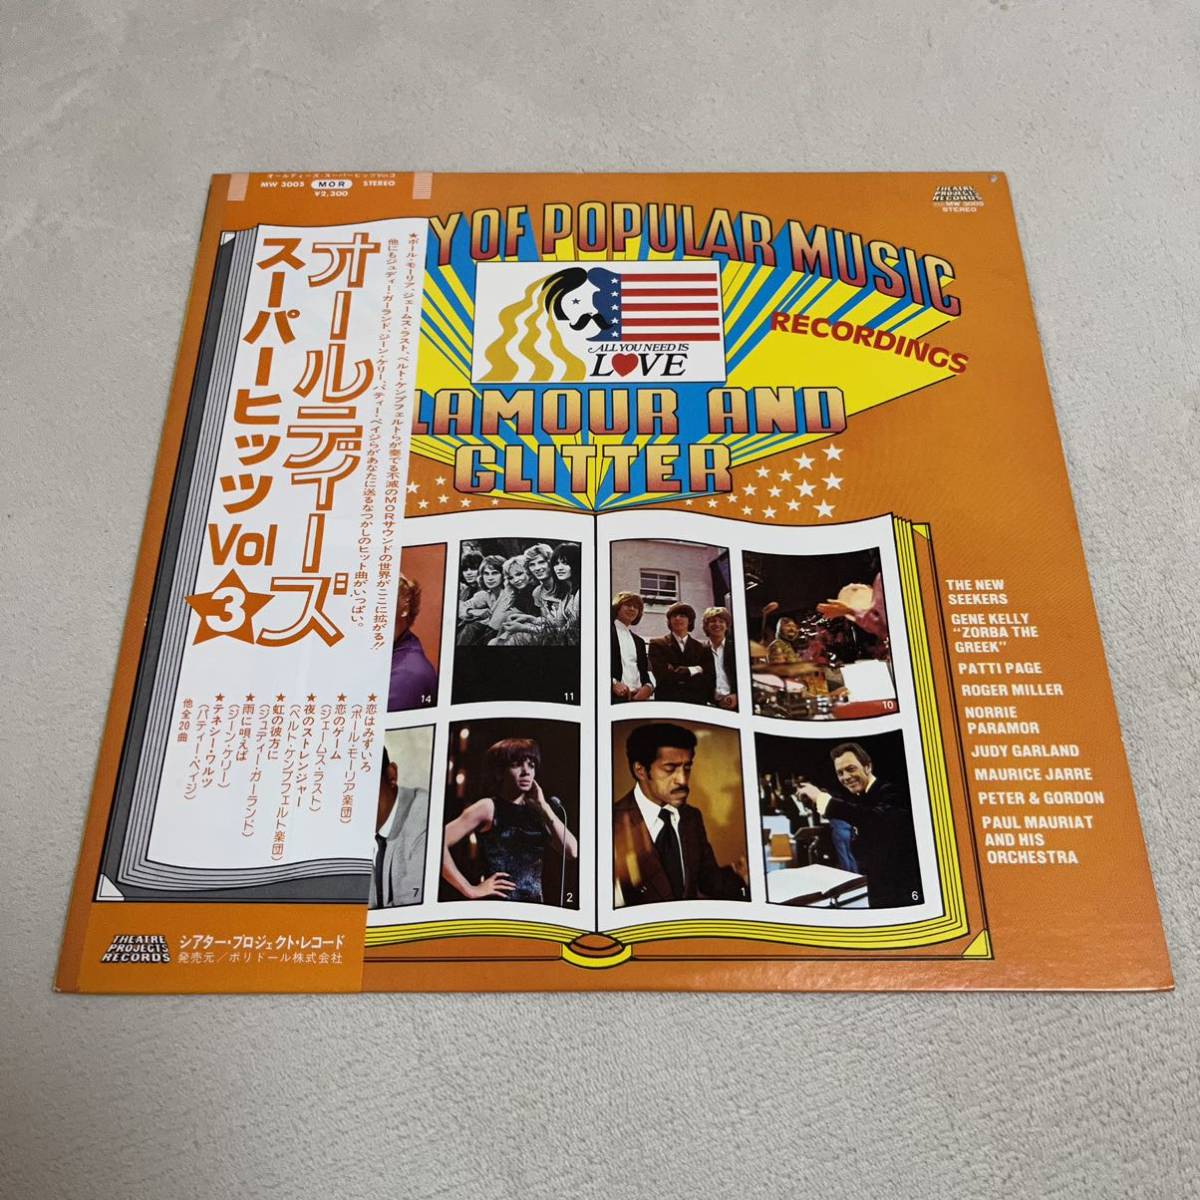 オールディーズ・スーパーヒッツVol.3
MW 3005 MOR STEREO
¥2,300
オールディーズ
スーパーヒッツ Vol 3
★ポール・モーリア、ジェームス・ラスト、ベルト・ケンプフェルトらが奏てる不滅のMORサウンドの世界がここに拡がる!!
他にもジュディー・ガーランド、ジーン・ケリー、パティー・ペイジらがあなたに送るなつかしのヒット曲がいっぱい。
★恋はみずいろ
(ポール・モーリア楽団)
★恋のゲーム
(ジェームス・ラスト)
★夜のストレンジャー
(ベルト・ケンプフェルト楽団)
★虹の彼方に
(ジュディー・ガーランド)
★雨に唄えば
(ジーン・ケリー)
★テネシー・ワルツ
(パティー・ペイジ)
他全20曲
THEATRE
PROJECTS
RECORDS
シアター・プロジェクト・レコード
発売元/ポリドール株式会社
THEATRE
PROJECTS
RECORDS
MW 3005
STEREO
Y OF POPULAR MUSIC
RECORDINGS
ALL YOU NEED IS
LOVE
LAMOUR AND
GLITTER
14
11
10
7
2
1
6
THE NEW
SEEKERS
GENE KELLY
"ZORBA THE
GREEK"
PATTI PAGE
ROGER MILLER
NORRIE
PARAMOR
JUDY GARLAND
MAURICE JARRE
PETER & GORDON
PAUL MAURIAT
AND HIS
ORCHESTRA